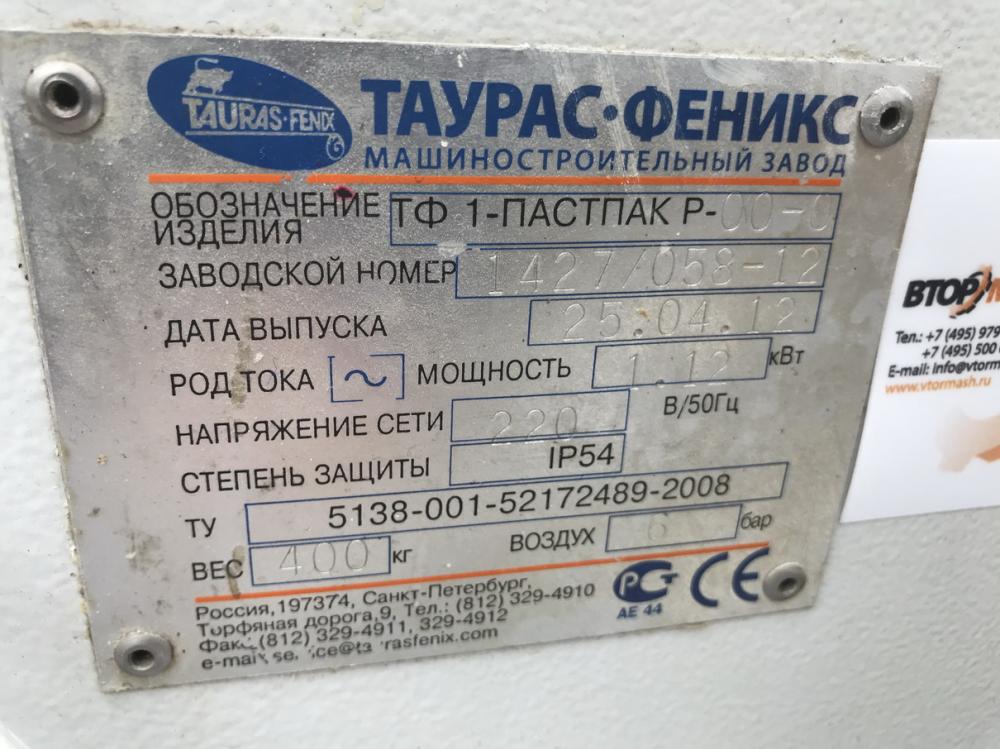 TAURAS-FENIX
ТАУРАС·ФЕНИКС
МАШИНОСТРОИТЕЛЬНЫЙ ЗАВОД
ОБОЗНАЧЕНИЕ ИЗДЕЛИЯ ТФ 1-ПАСТПАК Р-00-0
ЗАВОДСКОЙ НОМЕР 1427/058-12
ДАТА ВЫПУСКА 25.04.12
РОД ТОКА ~ МОЩНОСТЬ 1.12 кВт
НАПРЯЖЕНИЕ СЕТИ 220 В/50Гц
СТЕПЕНЬ ЗАЩИТЫ IP54
ТУ 5138-001-52172489-2008
ВЕС 400 кг ВОЗДУХ 6 бар
Россия, 197374, Санкт-Петербург,
Торфяная дорога,9, Тел.: (812) 329-4910
(812) 329-4911, 329-4912
РСТ CE
АЕ 44
ВТОР
Тел.: +7 (495) 979
+7 (495) 500
E-mail: info@vtorm
www.vtormash.ru